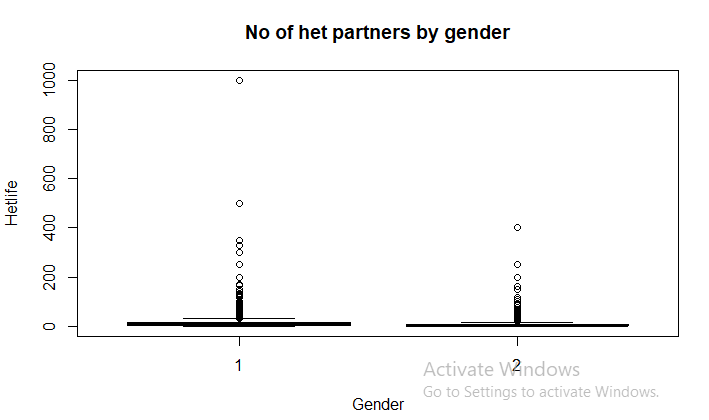 No of het partners by gender
Hetlife
1000
800
600
400
200
0
1
2
Gender
Activate Windows
Go to Settings to activate Windows.